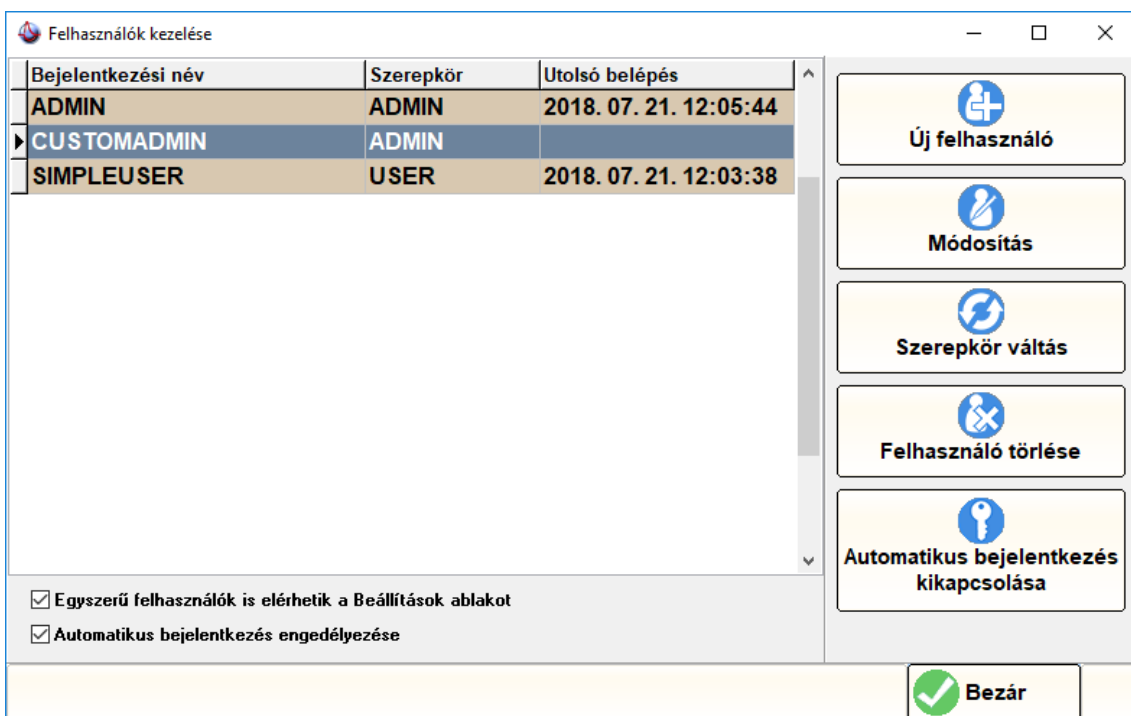 Felhasználók kezelése
Bejelentkezési név Szerepkör Utolsó belépés
ADMIN ADMIN 2018. 07. 21. 12:05:44
CUSTOMADMIN ADMIN
SIMPLEUSER USER 2018. 07. 21. 12:03:38
Új felhasználó
Módosítás
Szerepkör váltás
Felhasználó törlése
Automatikus bejelentkezés
kikapcsolása
Egyszerű felhasználók is elérhetik a Beállítások ablakot
Automatikus bejelentkezés engedélyezése
Bezár